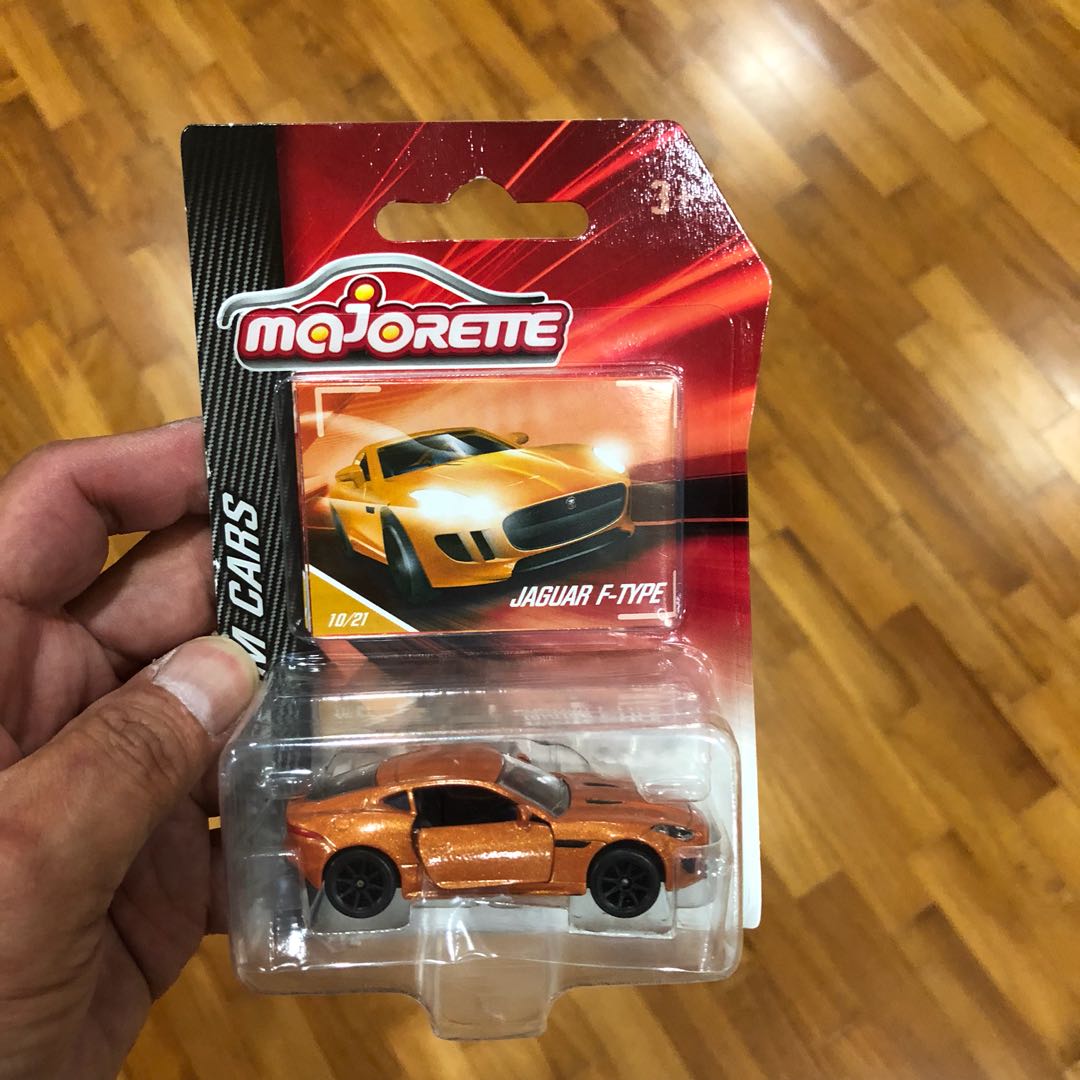 3+
MAJORETTE
M CARS
JAGUAR F-TYPE
10/21